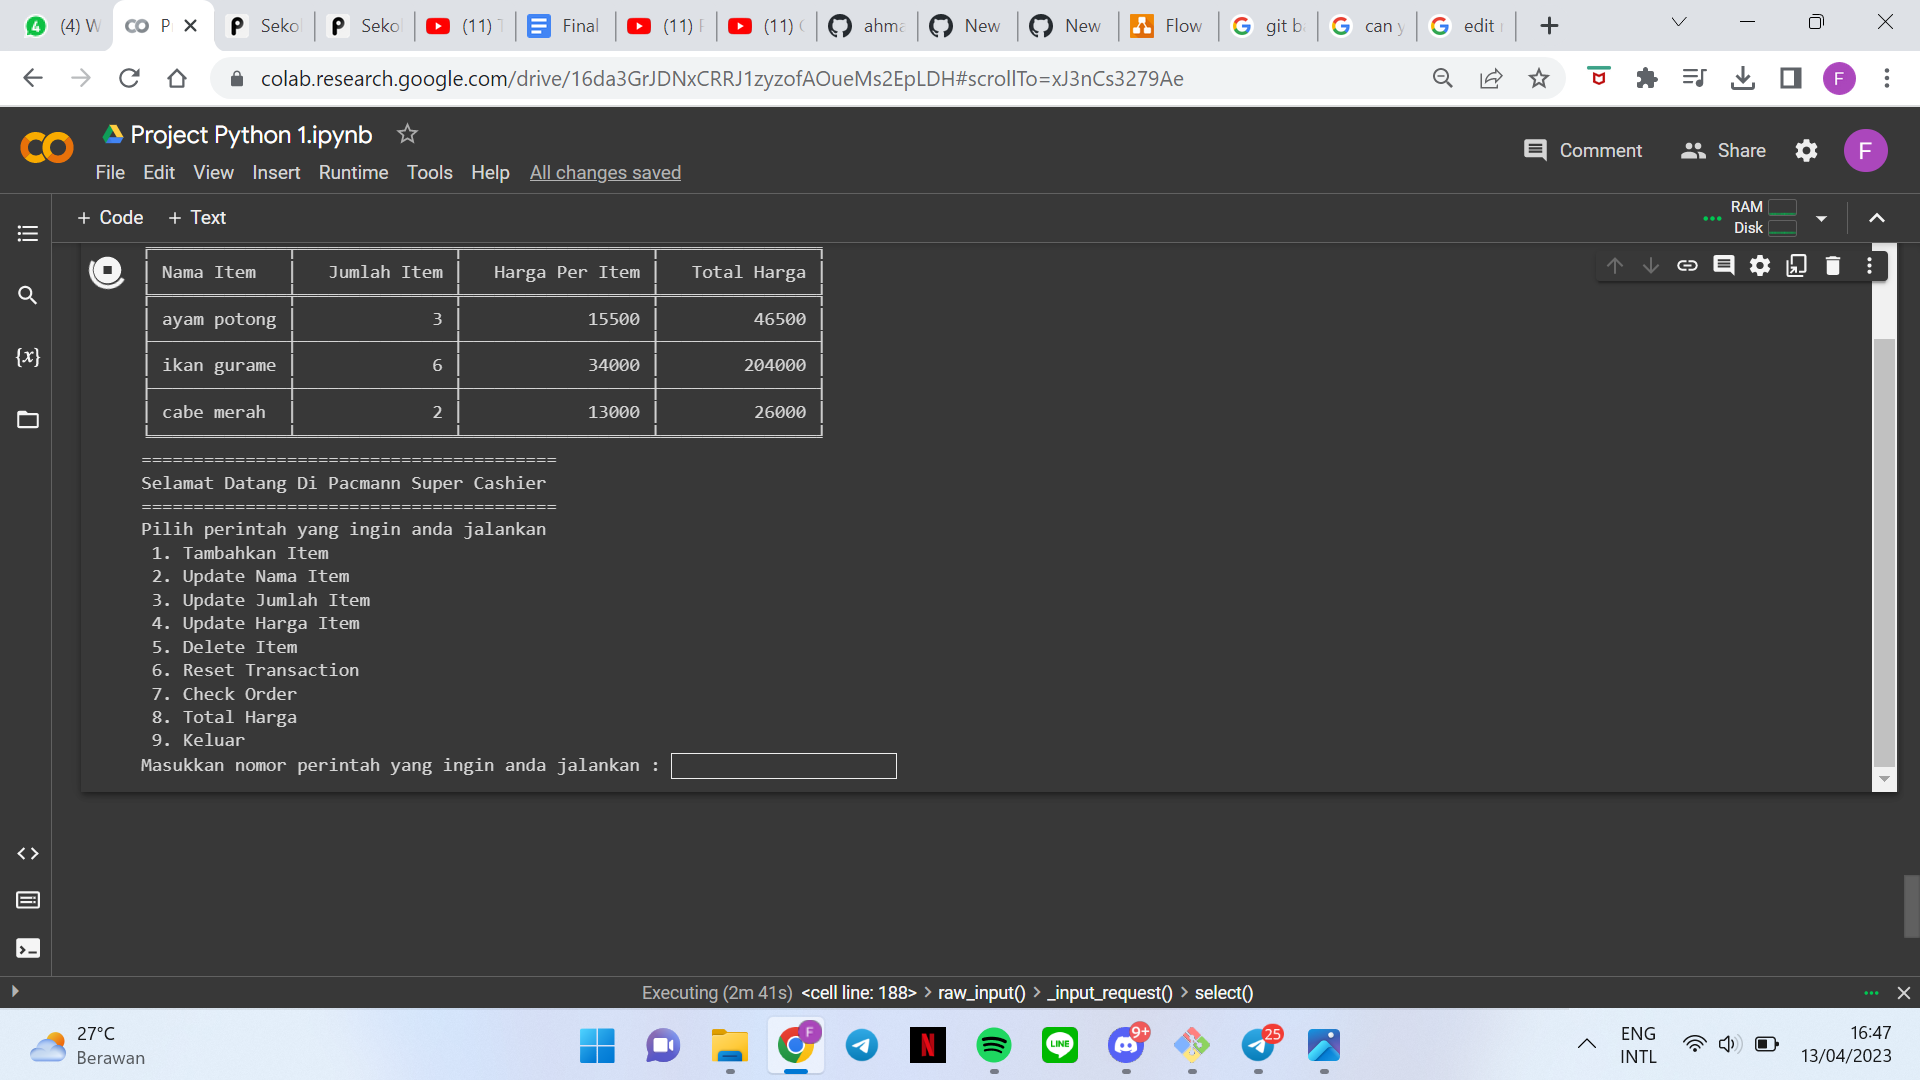 (4) W
P
Sekol
Sekol
(11) T
Final
(11) F
(11) (
ahma
New
New
Flow
git b
can y
edit
colab.research.google.com/drive/16da3GrJDNxCRRJ1zyzofAOueMs2EpLDH#scrollTo=xJ3nCs3279Ae
F
Project Python 1.ipynb
File Edit View Insert Runtime Tools Help All changes saved
Comment Share F
+ Code + Text
RAM
Disk
Nama Item Jumlah Item Harga Per Item Total Harga
ayam potong 3 15500 46500
ikan gurame 6 34000 204000
cabe merah 2 13000 26000
========================================
Selamat Datang Di Pacmann Super Cashier
========================================
Pilih perintah yang ingin anda jalankan
1. Tambahkan Item
2. Update Nama Item
3. Update Jumlah Item
4. Update Harga Item
5. Delete Item
6. Reset Transaction
7. Check Order
8. Total Harga
9. Keluar
Masukkan nomor perintah yang ingin anda jalankan :
Executing (2m 41s) <cell line: 188> > raw_input() > _input_request() > select()
27°C
Berawan
F
N
LINE
9+
25
ENG
INTL
16:47
13/04/2023